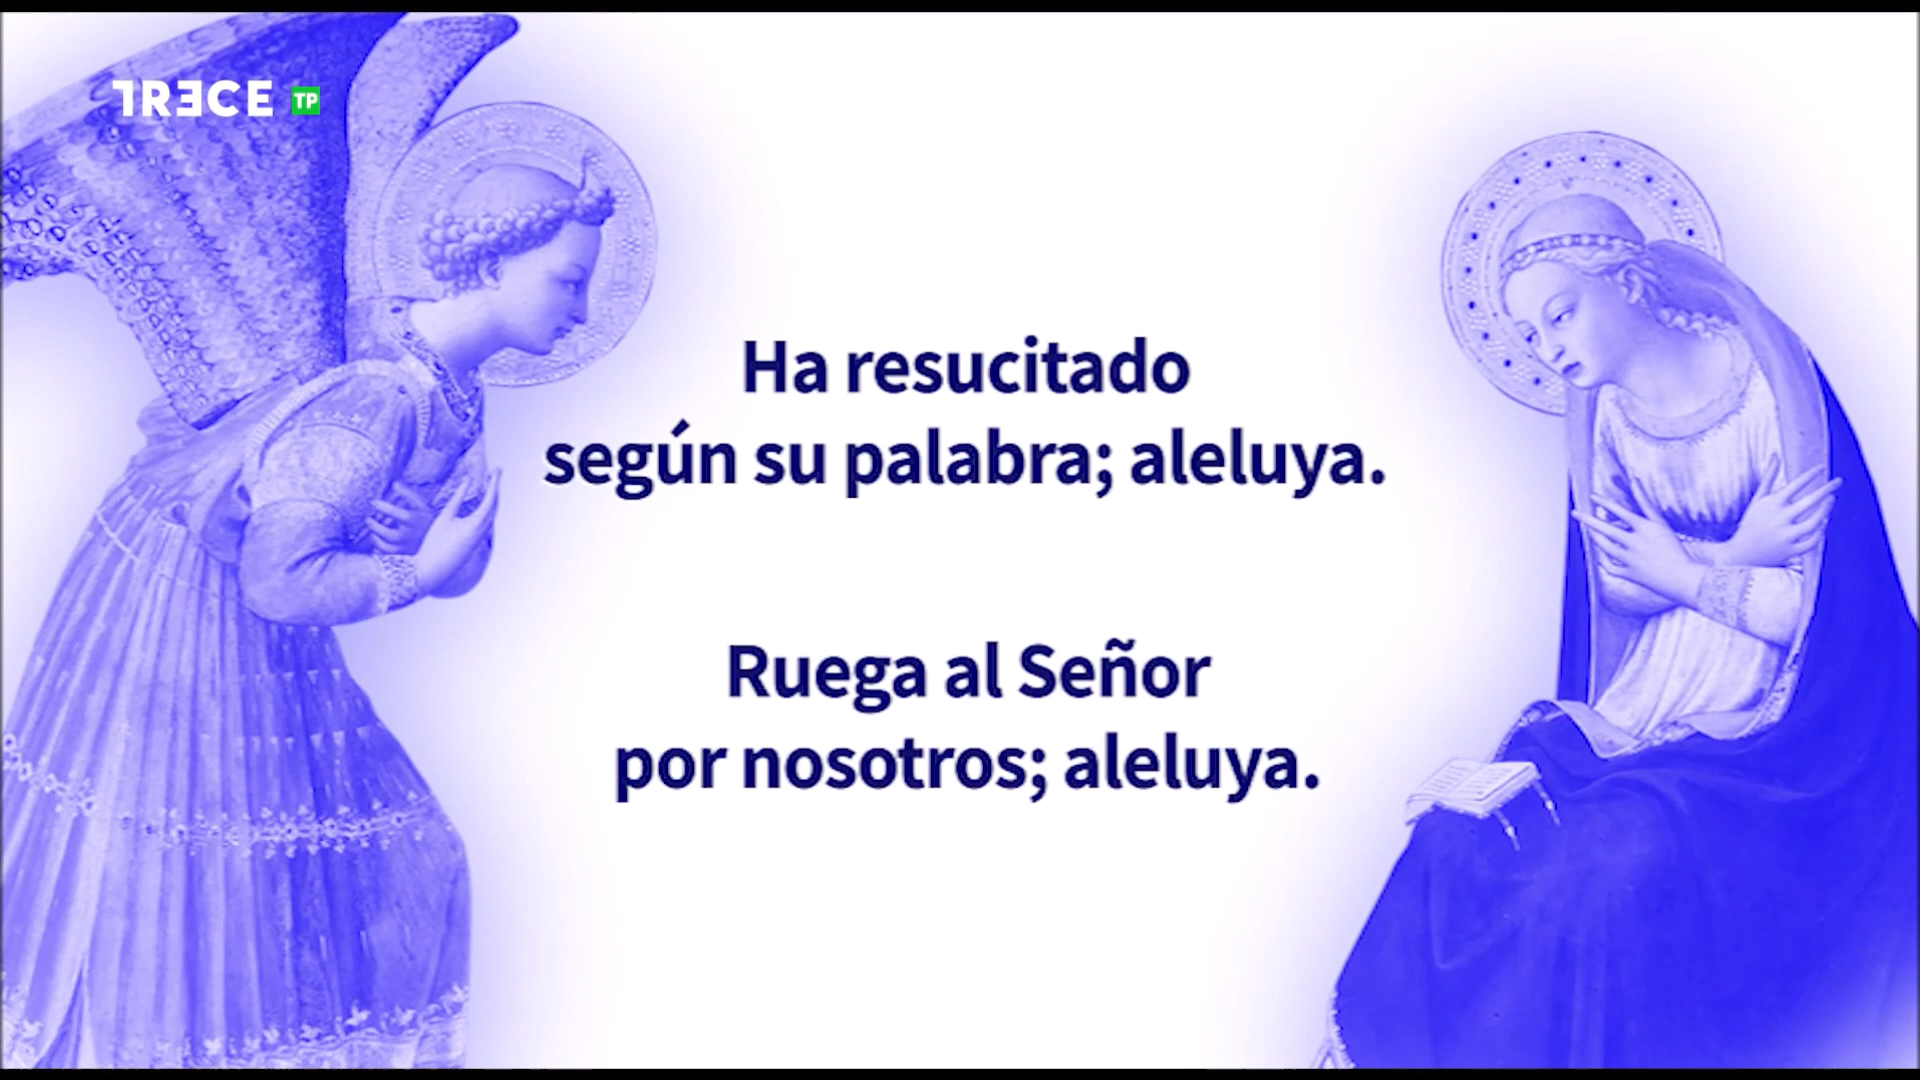 TRECE TP
Ha resucitado
según su palabra; aleluya.
Ruega al Señor
por nosotros; aleluya.